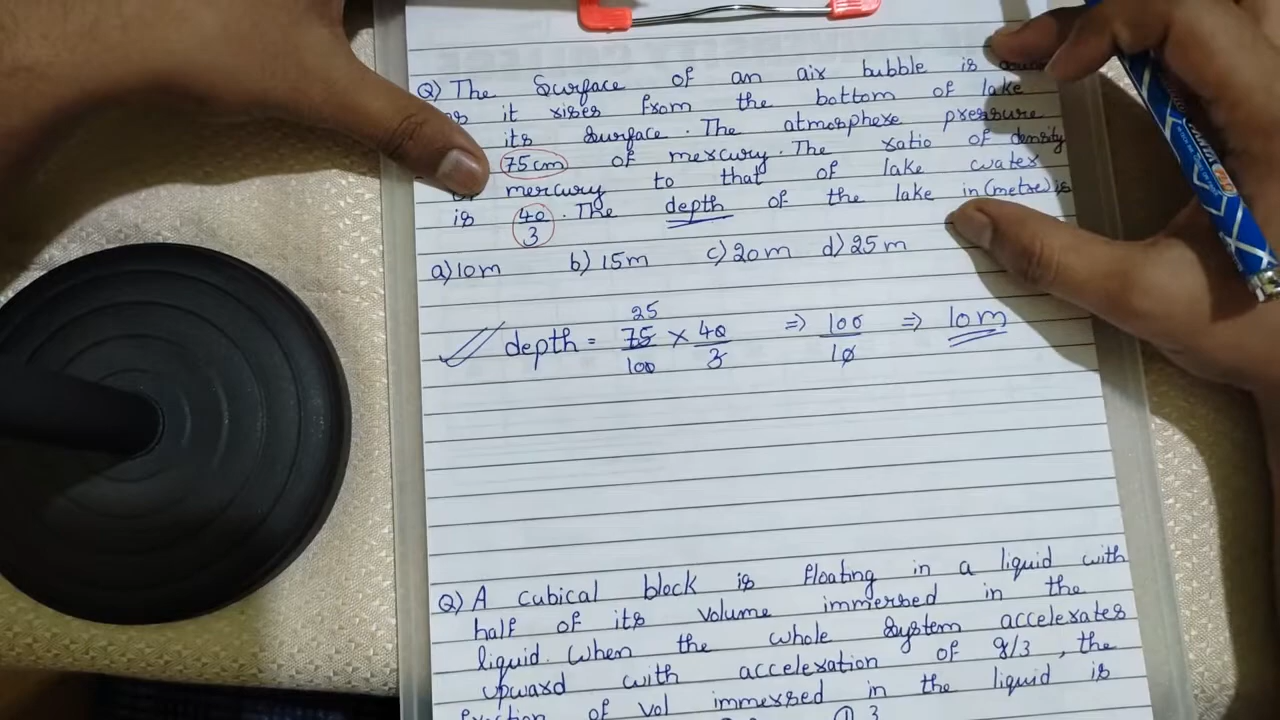 Q) The Surface of an air bubble is
as it rises from the bottom of lake
its surface. The atmosphere pressure
75cm of mercury. The ratio of density
mercury to that of lake water
is 40/3. The depth of the lake in (metre) is
a) 10m b) 15m c) 20m d) 25m
25
depth = 75/100 × 40/3 ⇒ 100/10 ⇒ 10m
Q) A cubical block is floating in a liquid with
half of its volume immersed in the
liquid. When the whole system accelerates
upward with acceleration of g/3, the
of vol immersed in the liquid is
3